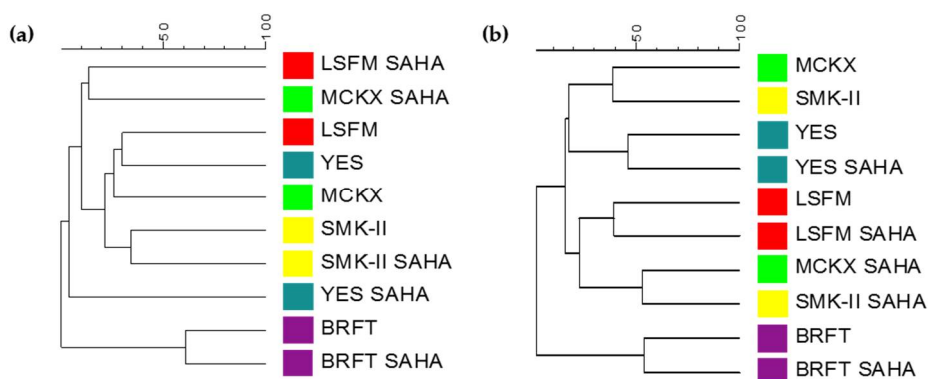 (a)
50
100
LSFM SAHA
MCKX SAHA
LSFM
YES
MCKX
SMK-II
SMK-II SAHA
YES SAHA
BRFT
BRFT SAHA
(b)
50
100
MCKX
SMK-II
YES
YES SAHA
LSFM
LSFM SAHA
MCKX SAHA
SMK-II SAHA
BRFT
BRFT SAHA